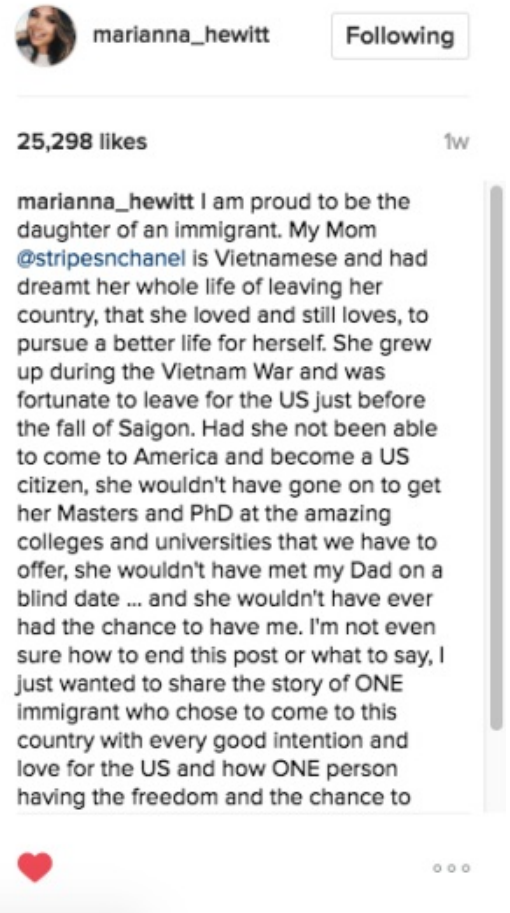 marianna_hewitt Following
25,298 likes 1w
marianna_hewitt I am proud to be the
daughter of an immigrant. My Mom
@stripesnchanel is Vietnamese and had
dreamt her whole life of leaving her
country, that she loved and still loves, to
pursue a better life for herself. She grew
up during the Vietnam War and was
fortunate to leave for the US just before
the fall of Saigon. Had she not been able
to come to America and become a US
citizen, she wouldn't have gone on to get
her Masters and PhD at the amazing
colleges and universities that we have to
offer, she wouldn't have met my Dad on a
blind date ... and she wouldn't have ever
had the chance to have me. I'm not even
sure how to end this post or what to say, I
just wanted to share the story of ONE
immigrant who chose to come to this
country with every good intention and
love for the US and how ONE person
having the freedom and the chance to